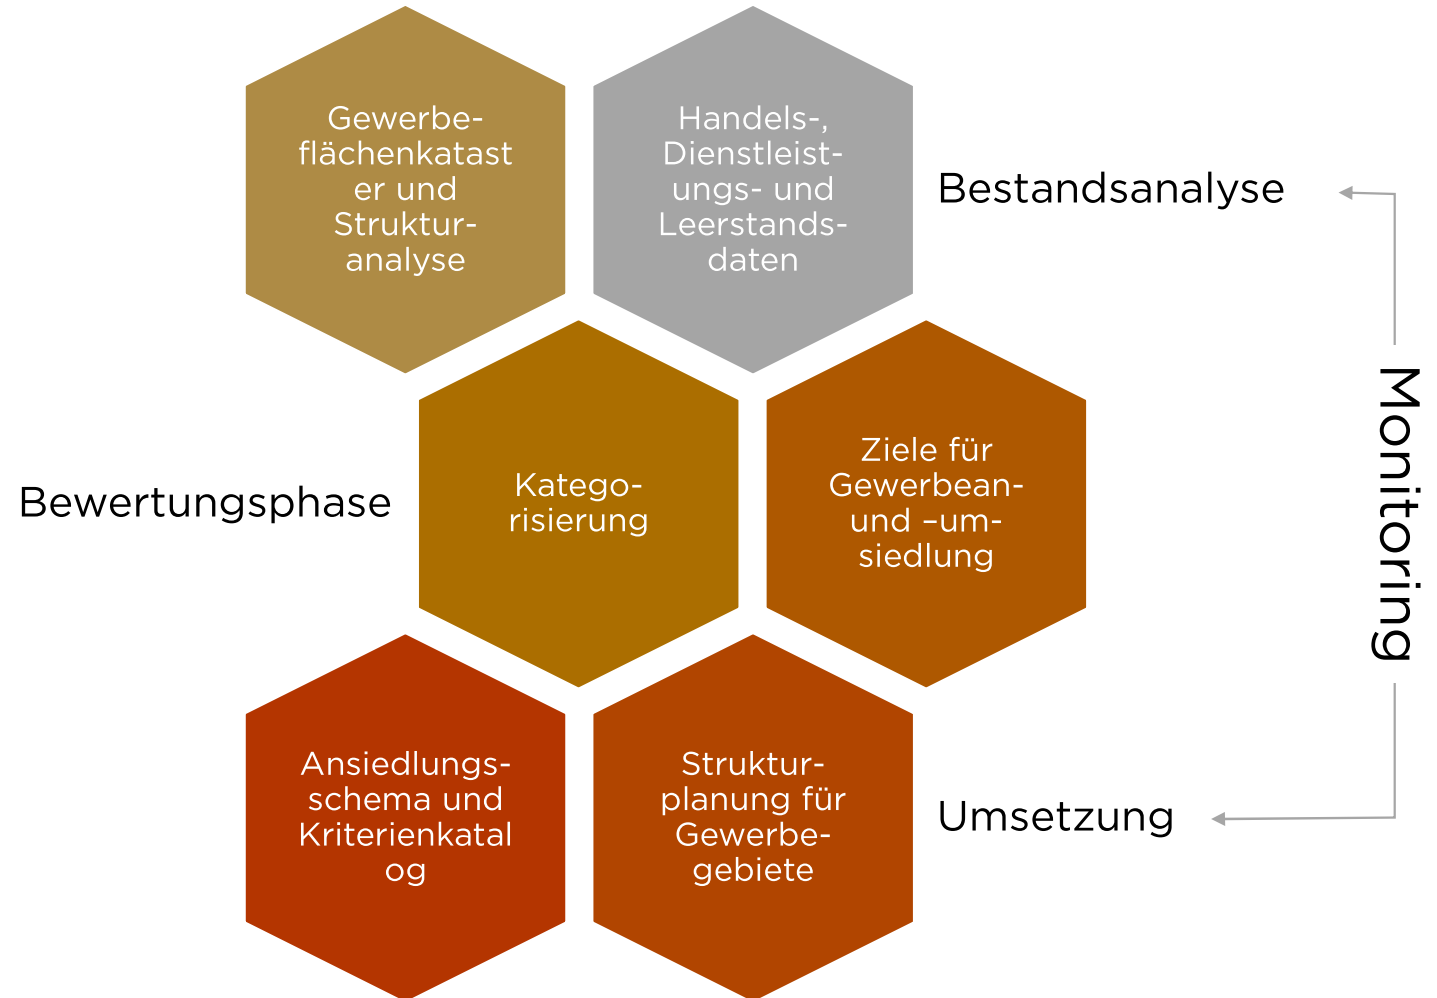 Gewerbe-
flächenkatast
er und
Struktur-
analyse
Handels-,
Dienstleist-
ungs- und
Leerstands-
daten
Bestandsanalyse
Bewertungsphase
Katego-
risierung
Ziele für
Gewerbean-
und –um-
siedlung
Monitoring
Ansiedlungs-
schema und
Kriterienkatal
og
Struktur-
planung für
Gewerbe-
gebiete
Umsetzung